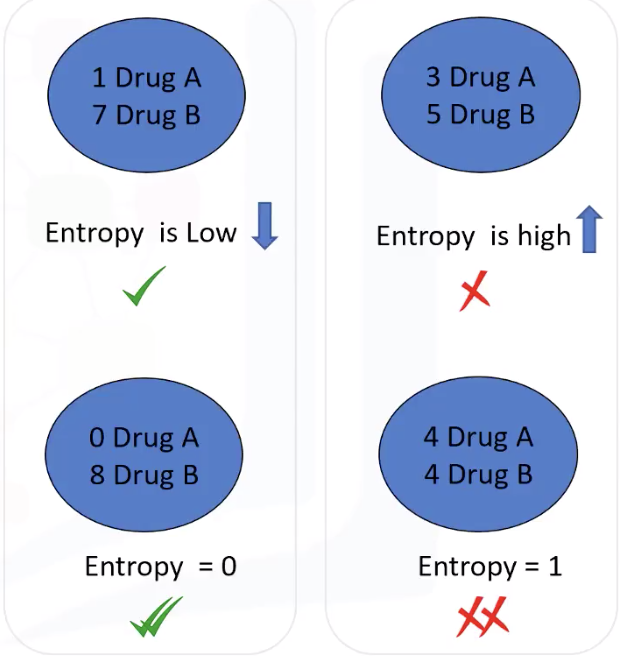 1 Drug A
7 Drug B
Entropy is Low
0 Drug A
8 Drug B
Entropy = 0
3 Drug A
5 Drug B
Entropy is high
4 Drug A
4 Drug B
Entropy = 1